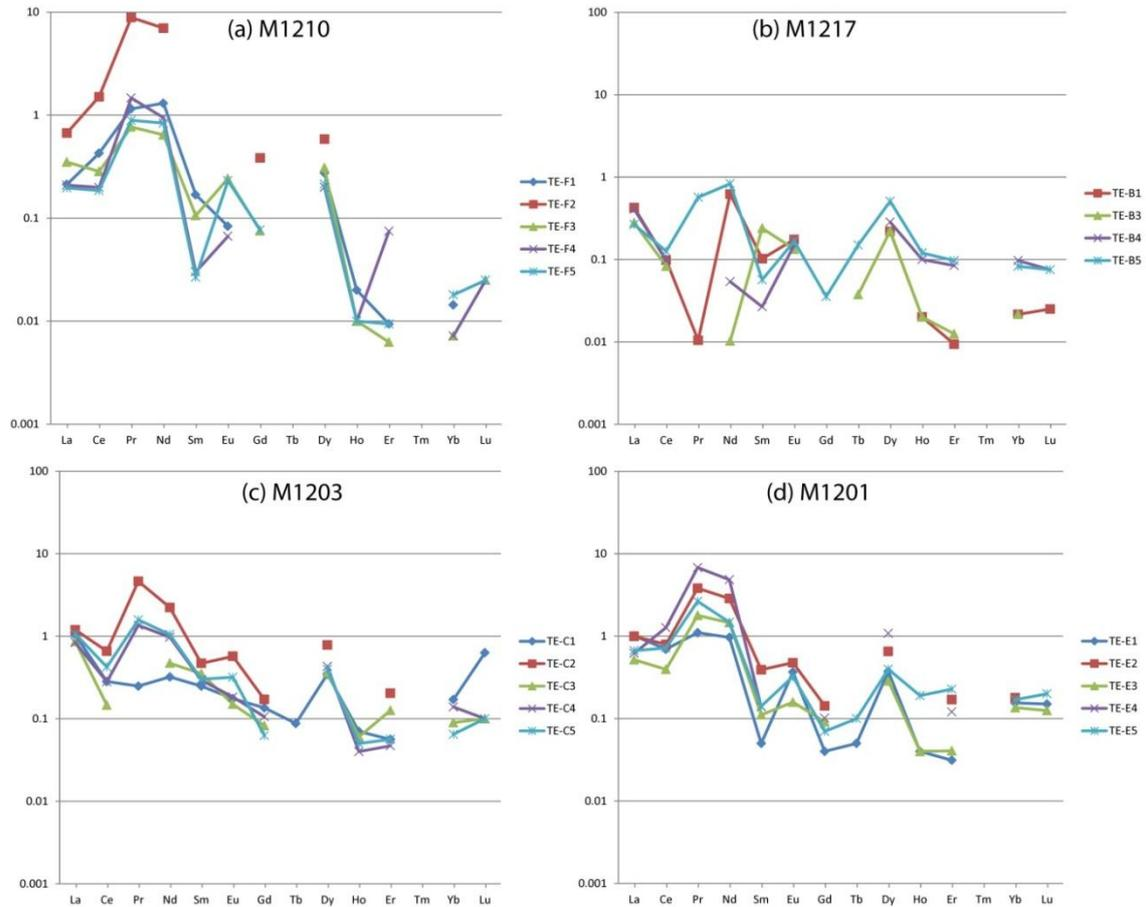 (a) M1210
10
1
0.1
0.01
0.001
La Ce Pr Nd Sm Eu Gd Tb Dy Ho Er Tm Yb Lu
TE-F1
TE-F2
TE-F3
TE-F4
TE-F5
(b) M1217
100
10
1
0.1
0.01
0.001
La Ce Pr Nd Sm Eu Gd Tb Dy Ho Er Tm Yb Lu
TE-B1
TE-B3
TE-B4
TE-B5
(c) M1203
100
10
1
0.1
0.01
0.001
La Ce Pr Nd Sm Eu Gd Tb Dy Ho Er Tm Yb Lu
TE-C1
TE-C2
TE-C3
TE-C4
TE-C5
(d) M1201
100
10
1
0.1
0.01
0.001
La Ce Pr Nd Sm Eu Gd Tb Dy Ho Er Tm Yb Lu
TE-E1
TE-E2
TE-E3
TE-E4
TE-E5